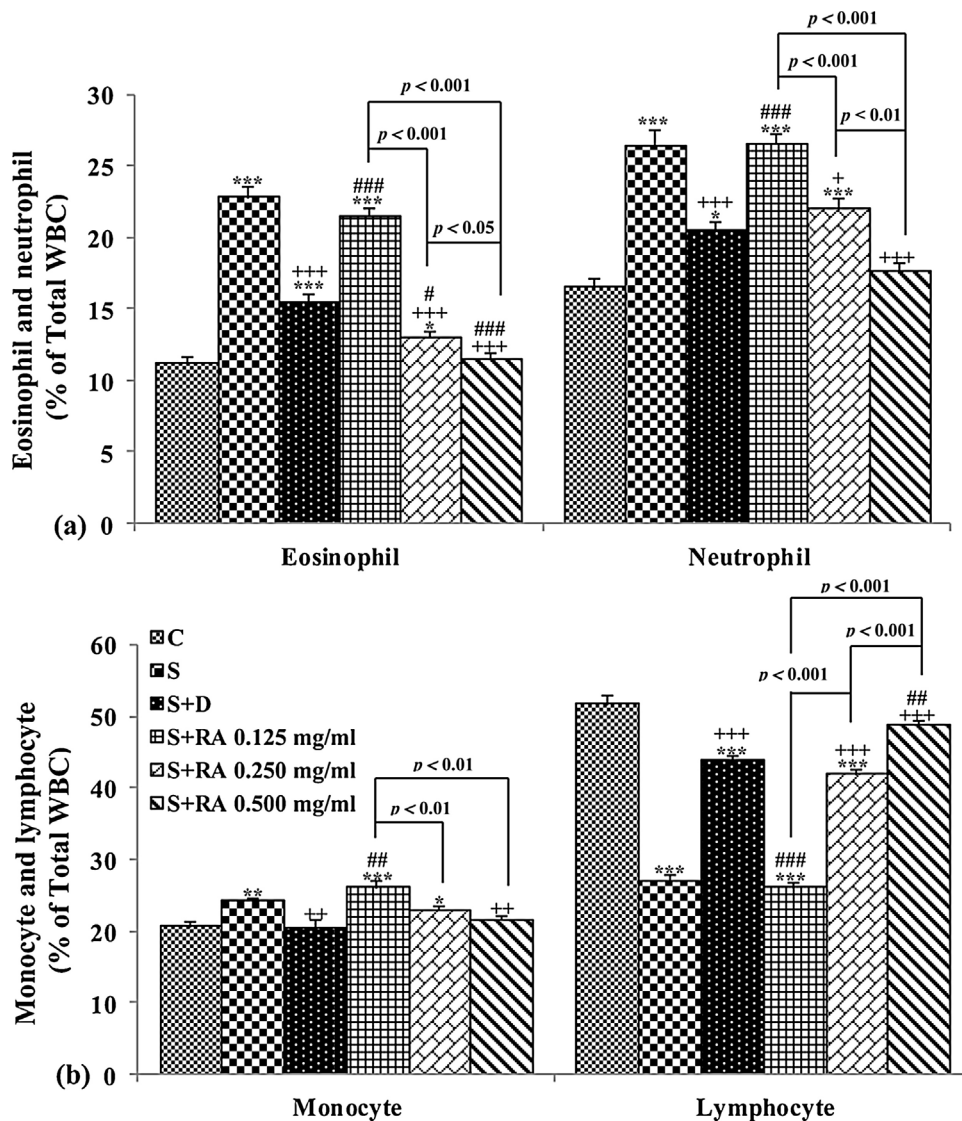 p < 0.001
p < 0.001
p < 0.01
p < 0.001
p < 0.001
p < 0.05
Eosinophil and neutrophil
(% of Total WBC)
30
25
20
15
10
5
0
***
+++
***
###
***
#
+++
*
###
+++
***
+++
*
###
***
+
***
+++
(a)
Eosinophil
Neutrophil
Monocyte and lymphocyte
(% of Total WBC)
60
50
40
30
20
10
0
C
S
S+D
S+RA 0.125 mg/ml
S+RA 0.250 mg/ml
S+RA 0.500 mg/ml
p < 0.01
p < 0.01
p < 0.001
p < 0.001
p < 0.001
**
++
##
***
*
++
***
+++
***
###
***
+++
***
##
+++
(b)
Monocyte
Lymphocyte